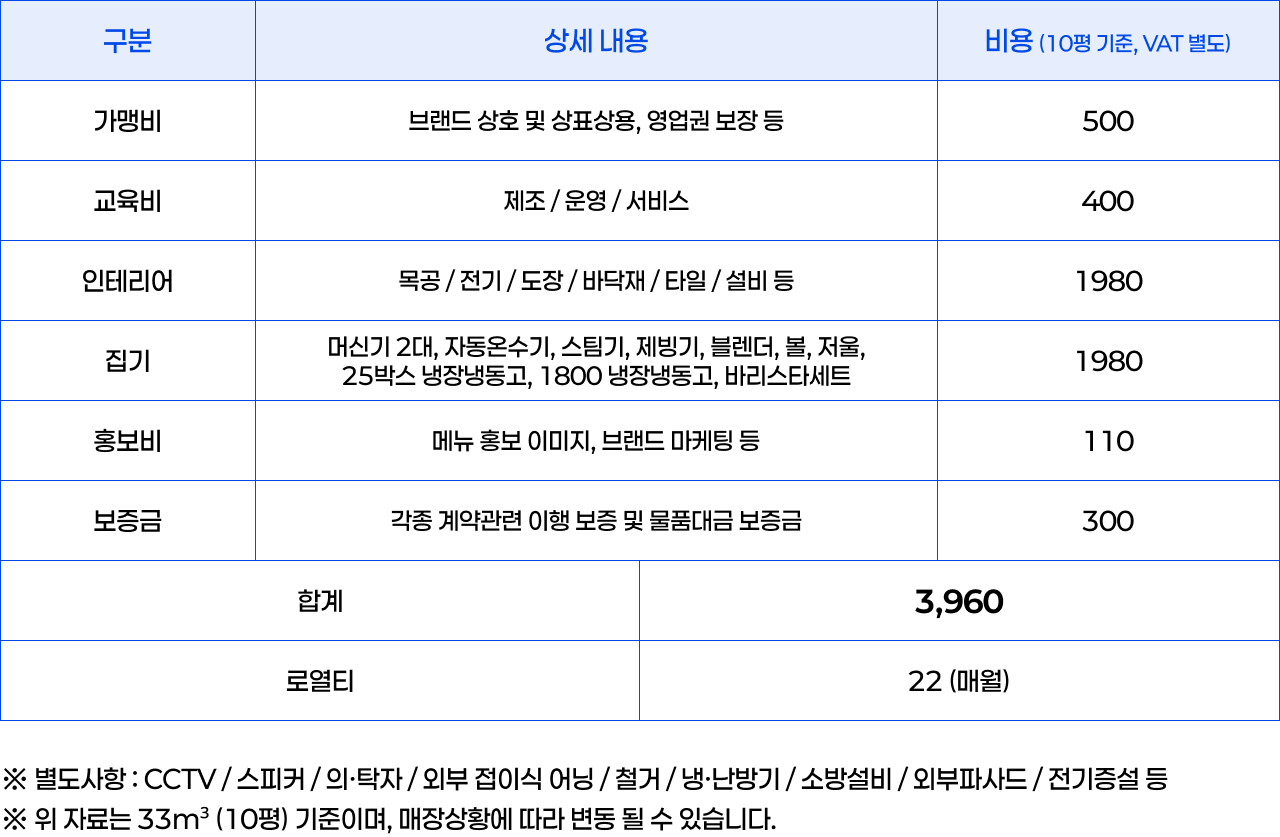 구분 상세 내용 비용 (10평 기준, VAT 별도)
가맹비 브랜드 상호 및 상표상용, 영업권 보장 등 500
교육비 제조 / 운영 / 서비스 400
인테리어 목공 / 전기 / 도장 / 바닥재 / 타일 / 설비 등 1980
집기 머신기 2대, 자동온수기, 스팀기, 제빙기, 블렌더, 볼, 저울, 1980
25박스 냉장냉동고, 1800 냉장냉동고, 바리스타세트
홍보비 메뉴 홍보 이미지, 브랜드 마케팅 등 110
보증금 각종 계약관련 이행 보증 및 물품대금 보증금 300
합계 3,960
로열티 22 (매월)
※ 별도사항 : CCTV / 스피커 / 의·탁자 / 외부 접이식 어닝 / 철거 / 냉·난방기 / 소방설비 / 외부파사드 / 전기증설 등
※ 위 자료는 33m³ (10평) 기준이며, 매장상황에 따라 변동 될 수 있습니다.